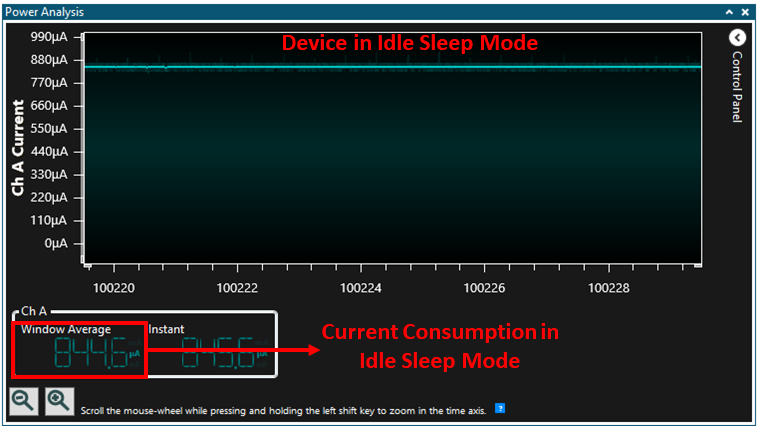 Power Analysis
990µA
880µA
770µA
660µA
550µA
440µA
330µA
220µA
110µA
0µA
Ch A Current
Device in Idle Sleep Mode
Control Panel
100220 100222 100224 100226 100228
Ch A
Window Average Instant
844.6 µA 845.6 µA
Current Consumption in
Idle Sleep Mode
Scroll the mouse-wheel while pressing and holding the left shift key to zoom in the time axis. ?